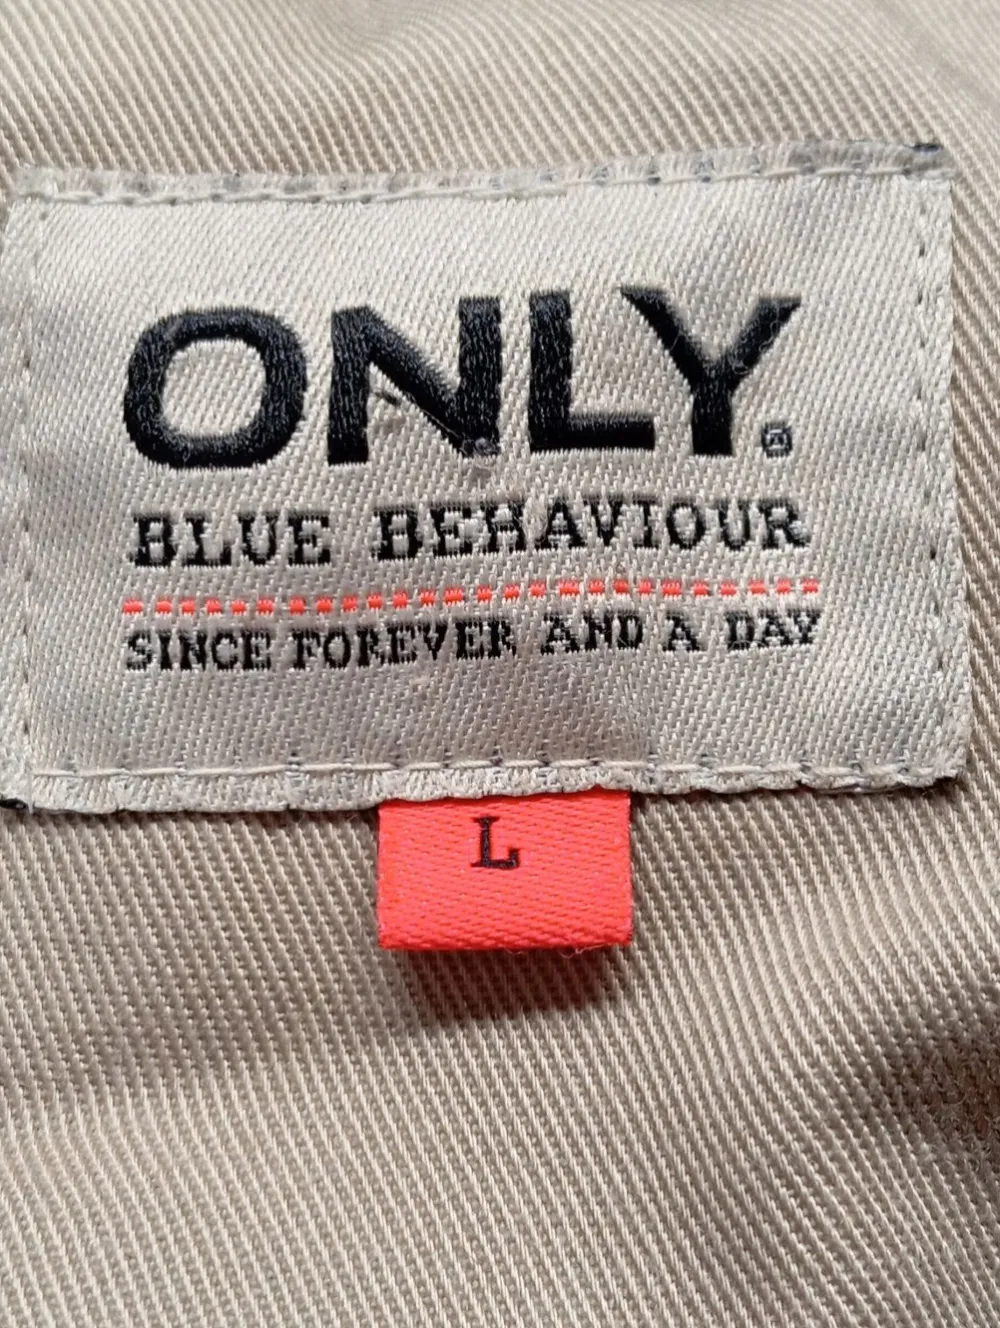 ONLY.®
BLUE BEHAVIOUR
SINCE FOREVER AND A DAY
L